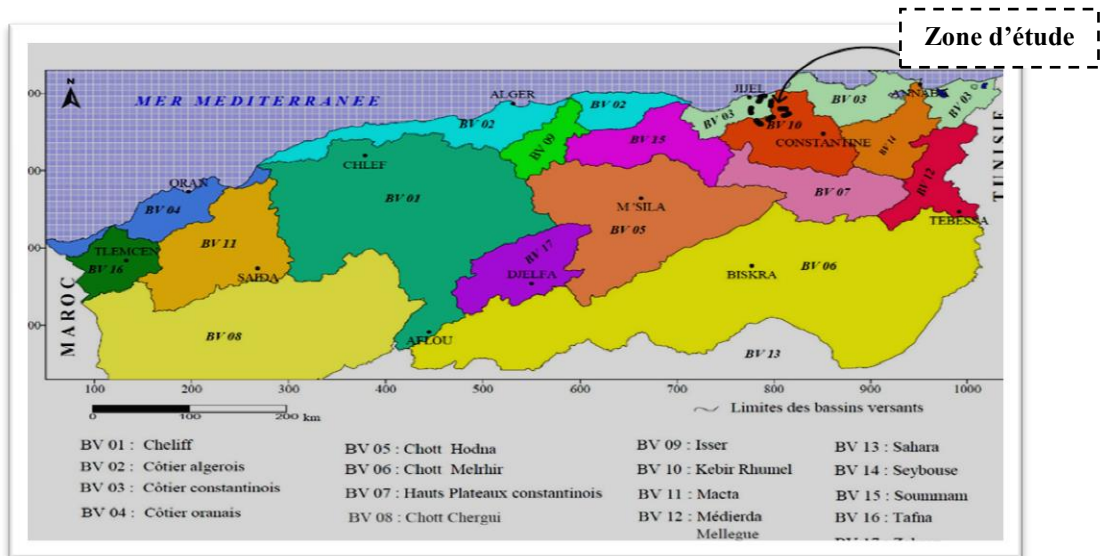 Zone d'étude
N
MER MEDITERRANEE
ALGER
JIJEL
ANNABA
BV 02
BV 02
BV 03
BV 03
BV 03
BV 09
BV 15
BV 10
CONSTANTINE
BV 14
BV 12
TUNISIE
CHLEF
ORAN
BV 04
BV 01
BV 07
M 'SILA
BV 05
TEBESSA
BV 11
TLEMCEN
BV 16
SAIDA
BV 17
DJELFA
BISKRA
BV 06
MAROC
BV 08
AFLOU
BV 13
100 200 300 400 500 600 700 800 900 1000
0 100 200 km
Limites des bassins versants
BV 01 : Cheliff
BV 02 : Côtier algerois
BV 03 : Côtier constantinois
BV 04 : Côtier oranais
BV 05 : Chott Hodna
BV 06 : Chott Melrhir
BV 07 : Hauts Plateaux constantinois
BV 08 : Chott Chergui
BV 09 : Isser
BV 10 : Kebir Rhumel
BV 11 : Macta
BV 12 : Médierda
Mellegue
BV 13 : Sahara
BV 14 : Seybouse
BV 15 : Soummam
BV 16 : Tafna